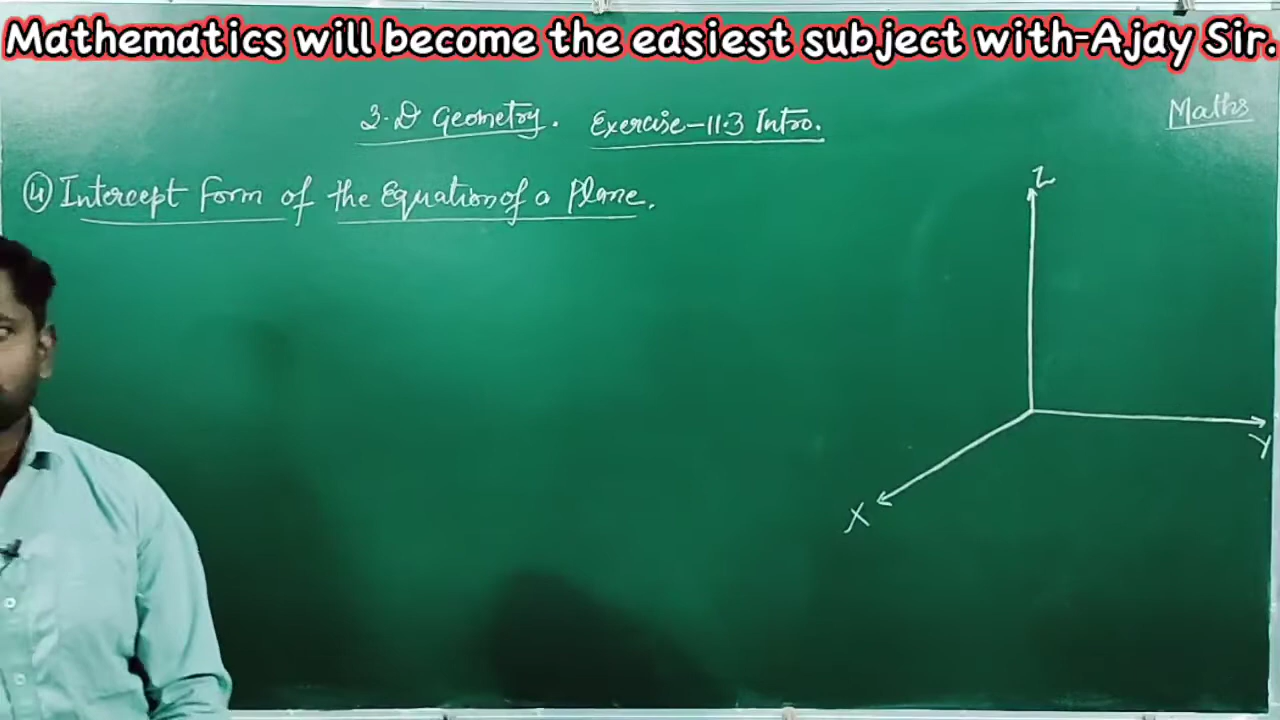 Mathematics will become the easiest subject with-Ajay Sir.
3-D Geometry. Exercise-11.3 Intro.
Maths
④ Intercept form of the Equation of a Plane.
Z
Y
X